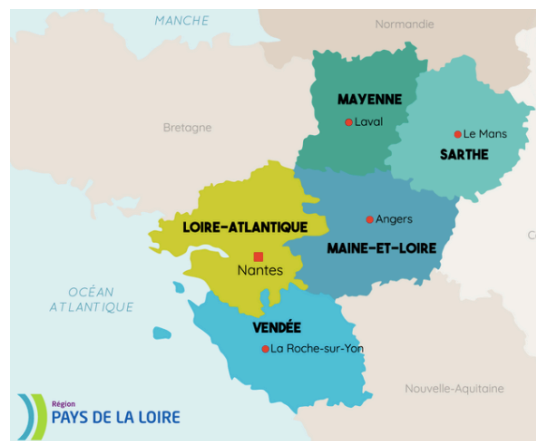 MANCHE
Normandie
MAYENNE
Laval
Bretagne
Le Mans
SARTHE
Angers
LOIRE-ATLANTIQUE
MAINE-ET-LOIRE
Nantes
OCÉAN
ATLANTIQUE
VENDÉE
La Roche-sur-Yon
Nouvelle-Aquitaine
Région
PAYS DE LA LOIRE